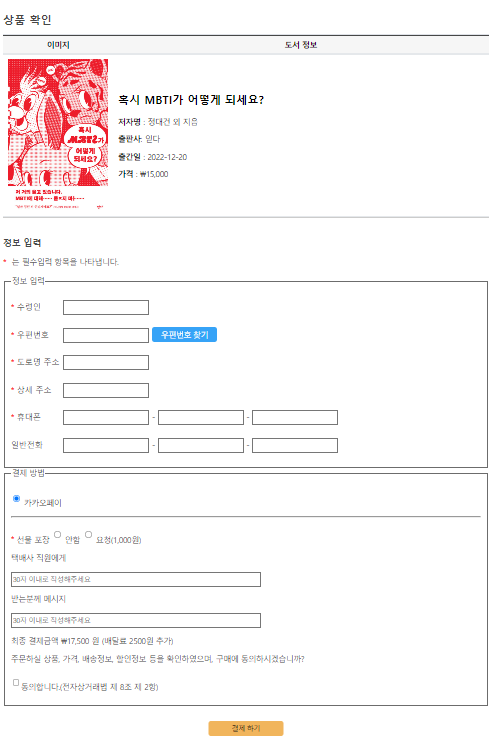 상품 확인
이미지 도서 정보
혹시
MBTI가
어떻게
되세요?
혹시 MBTI가 어떻게 되세요?
저자명 : 정대건 외 지음
출판사: 읻다
출간일 : 2022-12-20
가격 : ₩15,000
정보 입력
* 는 필수입력 항목을 나타냅니다.
정보 입력
* 수령인
* 우편번호 우편번호 찾기
* 도로명 주소
* 상세 주소
* 휴대폰 - -
일반전화 - -
결제 방법
카카오페이
* 선물 포장 안함 요청(1,000원)
택배사 직원에게
30자 이내로 작성해주세요
받는분께 메시지
30자 이내로 작성해주세요
최종 결제금액 ₩17,500 원 (배달료 2500원 추가)
주문하실 상품, 가격, 배송정보, 할인정보 등을 확인하였으며, 구매에 동의하시겠습니까?
동의합니다.(전자상거래법 제 8조 제 2항)
결제 하기